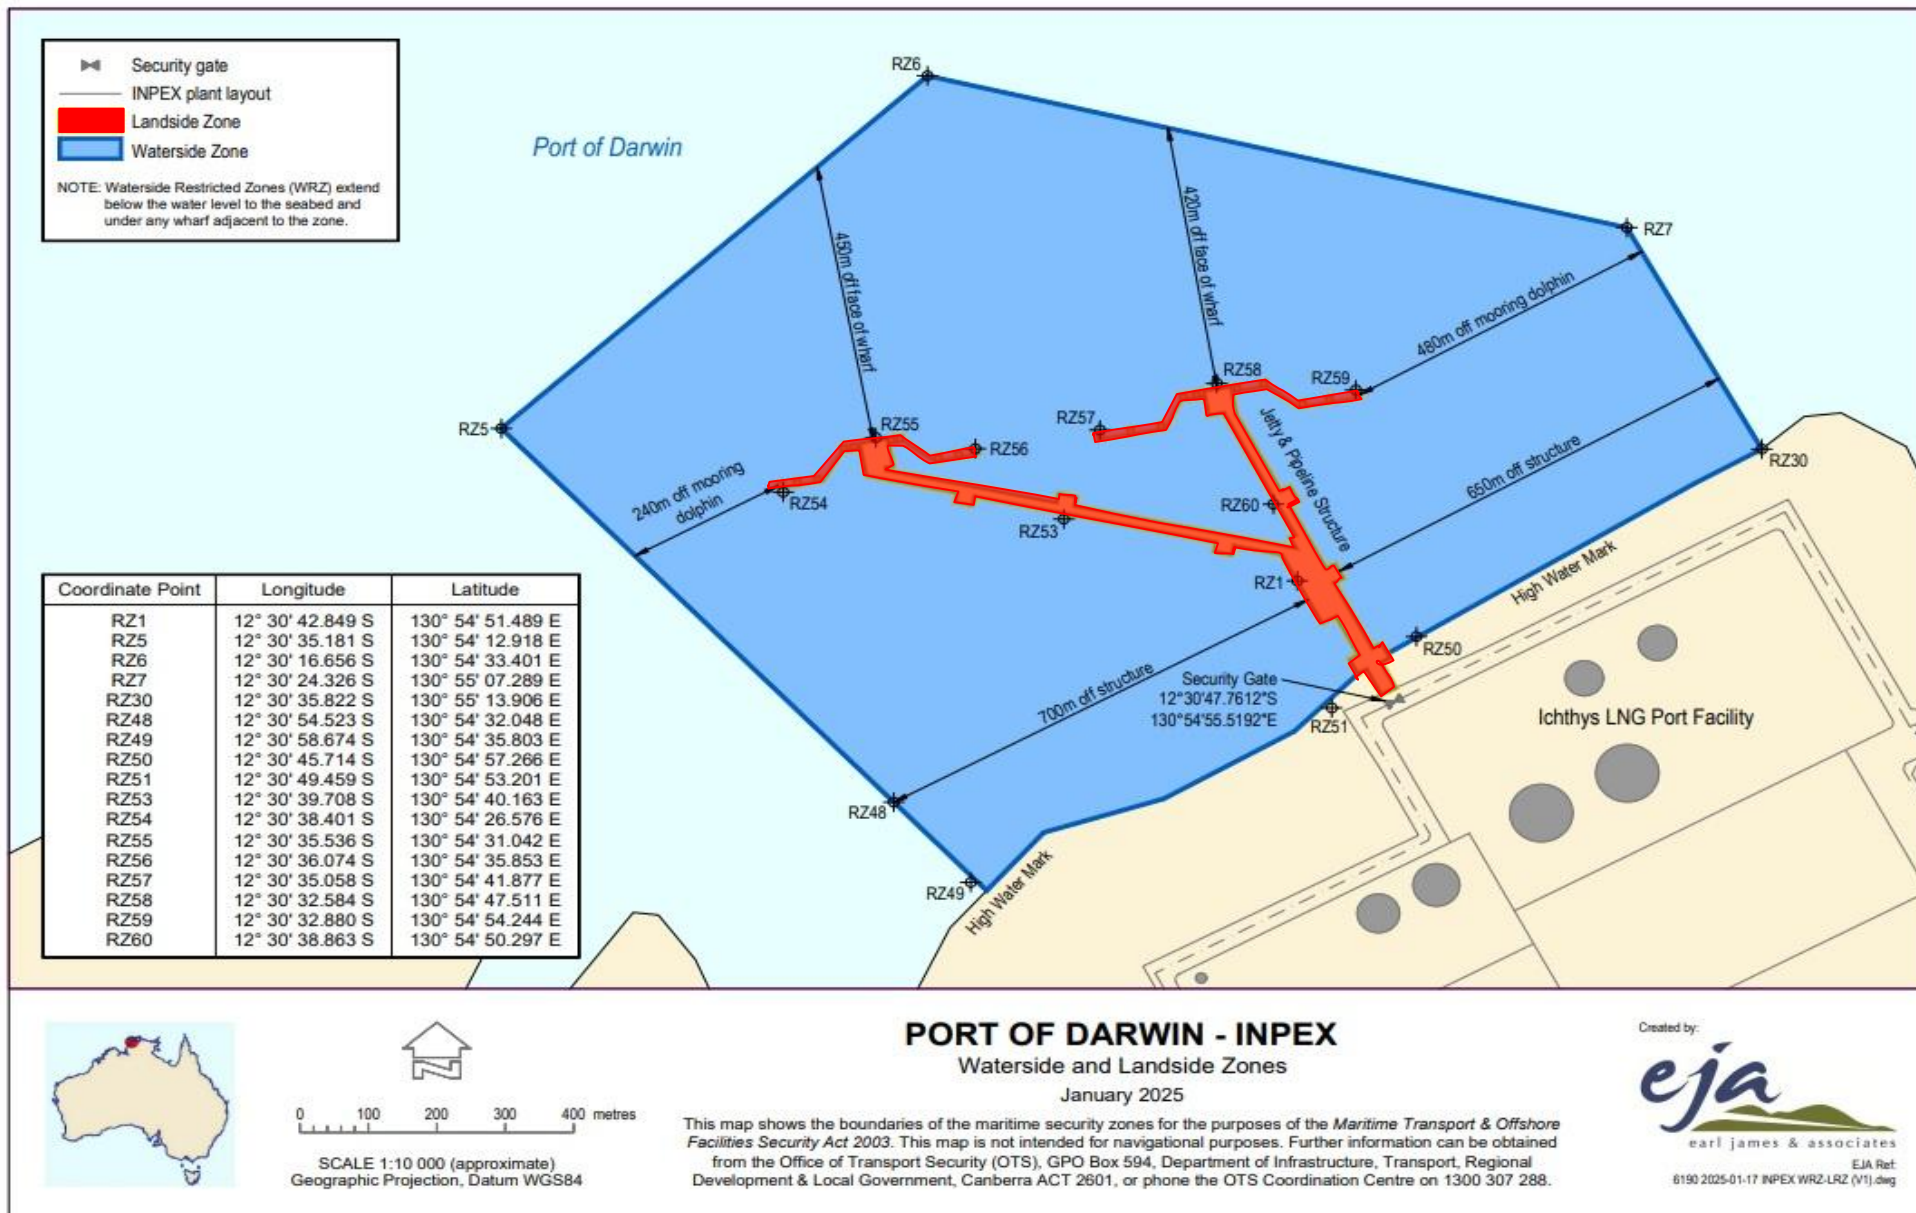 Security gate
INPEX plant layout
Landside Zone
Waterside Zone
NOTE: Waterside Restricted Zones (WRZ) extend
below the water level to the seabed and
under any wharf adjacent to the zone.
Port of Darwin
RZ6
RZ7
450m off face of wharf
420m off face of wharf
480m off mooring dolphin
RZ58
RZ59
RZ57
RZ55
RZ56
RZ5
RZ54
RZ53
RZ60
RZ1
RZ30
Jetty & Pipeline Structure
650m off structure
240m off mooring
dolphin
High Water Mark
RZ50
700m off structure
Security Gate
12°30'47.7612"S
130°54'55.5192"E
RZ51
Ichthys LNG Port Facility
RZ48
RZ49
High Water Mark
Coordinate Point Longitude Latitude
RZ1 12° 30' 42.849 S 130° 54' 51.489 E
RZ5 12° 30' 35.181 S 130° 54' 12.918 E
RZ6 12° 30' 16.656 S 130° 54' 33.401 E
RZ7 12° 30' 24.326 S 130° 55' 07.289 E
RZ30 12° 30' 35.822 S 130° 55' 13.906 E
RZ48 12° 30' 54.523 S 130° 54' 32.048 E
RZ49 12° 30' 58.674 S 130° 54' 35.803 E
RZ50 12° 30' 45.714 S 130° 54' 57.266 E
RZ51 12° 30' 49.459 S 130° 54' 53.201 E
RZ53 12° 30' 39.708 S 130° 54' 40.163 E
RZ54 12° 30' 38.401 S 130° 54' 26.576 E
RZ55 12° 30' 35.536 S 130° 54' 31.042 E
RZ56 12° 30' 36.074 S 130° 54' 35.853 E
RZ57 12° 30' 35.058 S 130° 54' 41.877 E
RZ58 12° 30' 32.584 S 130° 54' 47.511 E
RZ59 12° 30' 32.880 S 130° 54' 54.244 E
RZ60 12° 30' 38.863 S 130° 54' 50.297 E
N
0 100 200 300 400 metres
SCALE 1:10 000 (approximate)
Geographic Projection, Datum WGS84
PORT OF DARWIN - INPEX
Waterside and Landside Zones
January 2025
This map shows the boundaries of the maritime security zones for the purposes of the Maritime Transport & Offshore
Facilities Security Act 2003. This map is not intended for navigational purposes. Further information can be obtained
from the Office of Transport Security (OTS), GPO Box 594, Department of Infrastructure, Transport, Regional
Development & Local Government, Canberra ACT 2601, or phone the OTS Coordination Centre on 1300 307 288.
Created by:
eja
earl james & associates
EJA Ref:
6190 2025-01-17 INPEX WRZ-LRZ (V1).dwg